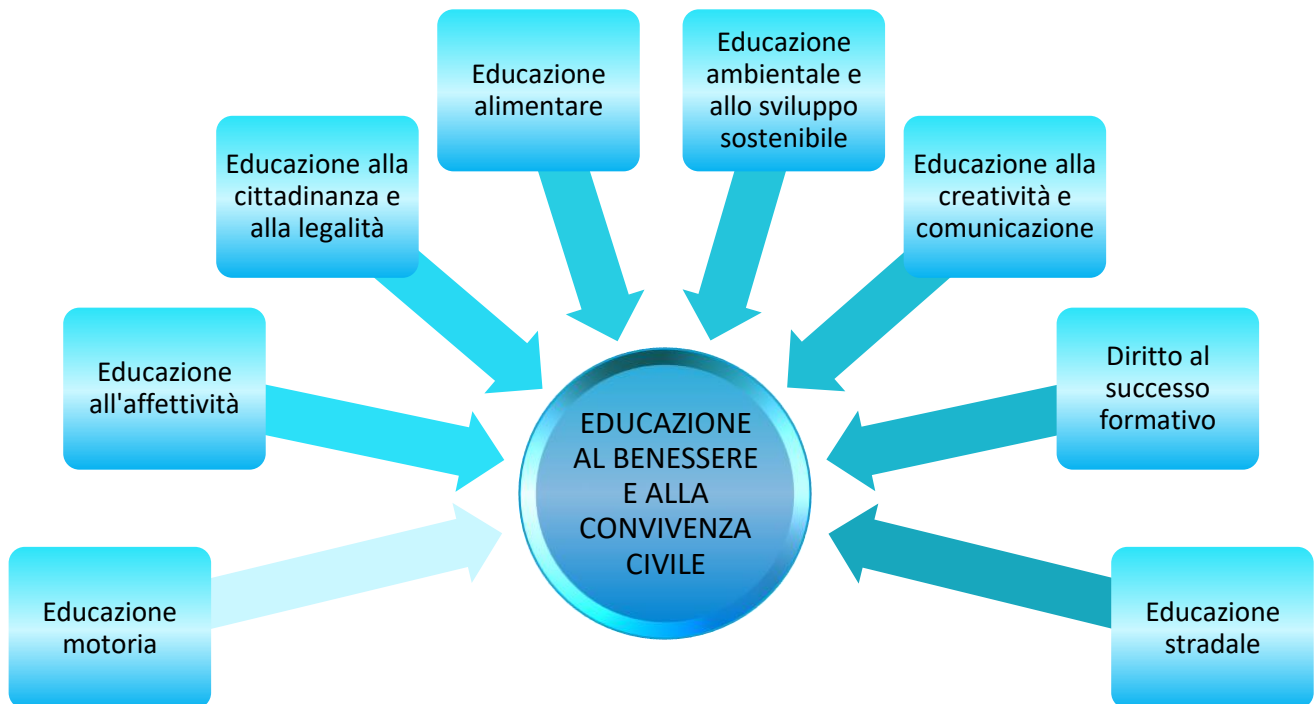 Educazione
motoria
Educazione
all'affettività
Educazione alla
cittadinanza e
alla legalità
Educazione
alimentare
Educazione
ambientale e
allo sviluppo
sostenibile
Educazione alla
creatività e
comunicazione
Diritto al
successo
formativo
Educazione
stradale
EDUCAZIONE
AL BENESSERE
E ALLA
CONVIVENZA
CIVILE